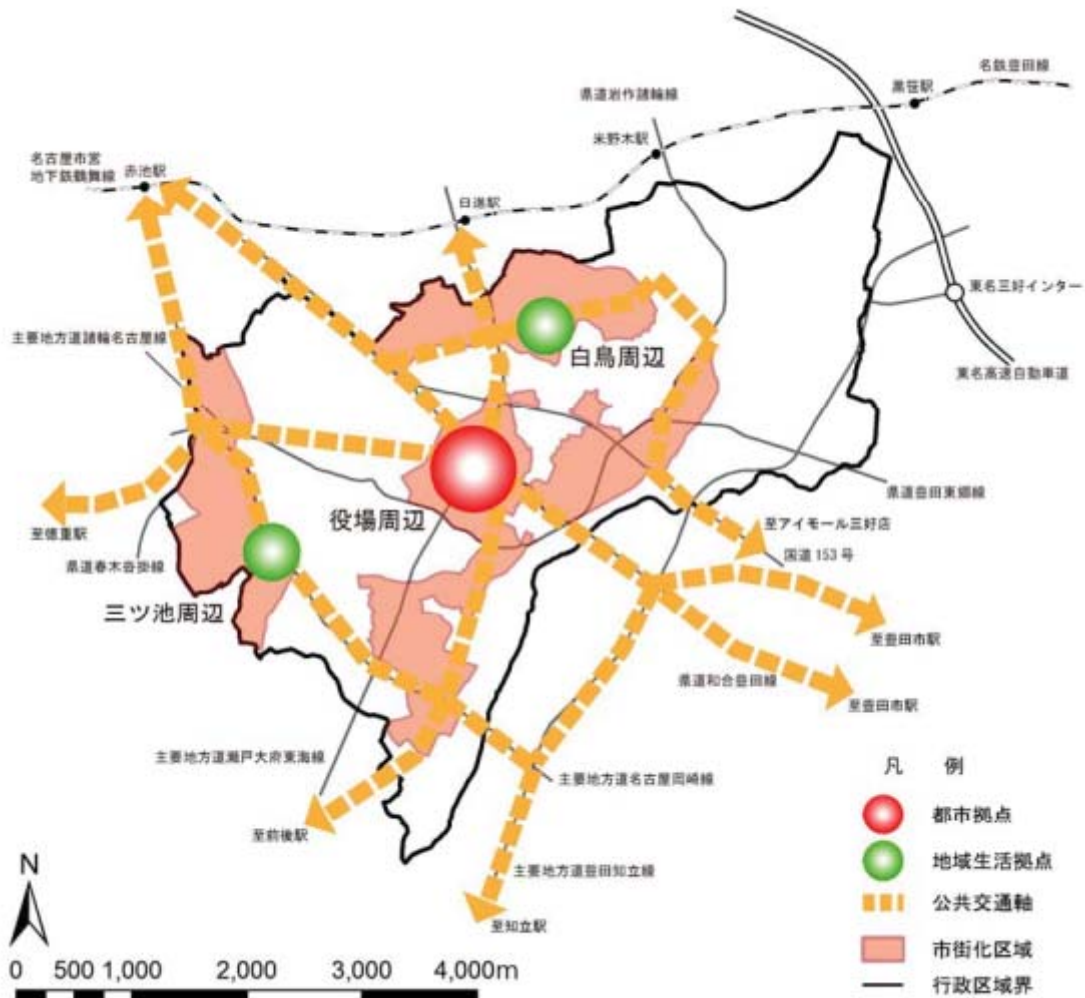 名鉄豊田線
黒笹駅
県道岩作諸輪線
米野木駅
名古屋市営
地下鉄鶴舞線
赤池駅
日進駅
東名三好インター
主要地方道諸輪名古屋線
白鳥周辺
東名高速自動車道
県道豊田東郷線
役場周辺
至アイモール三好店
至徳重駅
国道153号
県道春木沓掛線
三ツ池周辺
至豊田市駅
県道和合豊田線
至豊田市駅
主要地方道瀬戸大府東海線
主要地方道名古屋岡崎線
至前後駅
主要地方道豊田知立線
至知立駅
凡 例
都市拠点
地域生活拠点
公共交通軸
市街化区域
行政区域界
N
0 500 1,000 2,000 3,000 4,000m